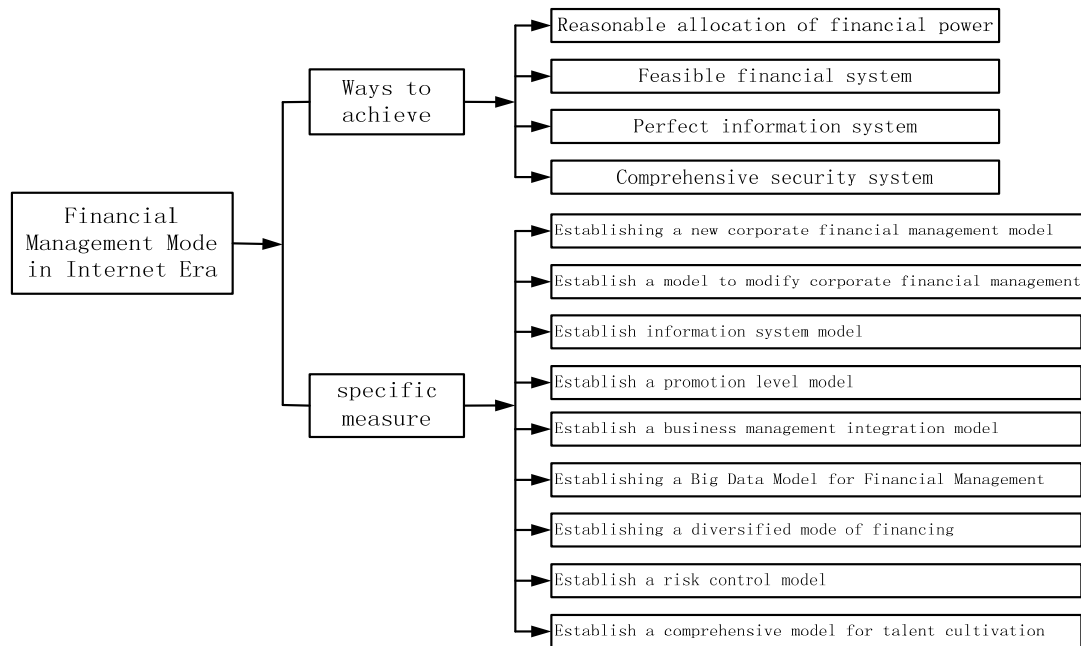 Financial
Management Mode
in Internet Era
Ways to
achieve
Reasonable allocation of financial power
Feasible financial system
Perfect information system
Comprehensive security system
specific
measure
Establishing a new corporate financial management model
Establish a model to modify corporate financial management
Establish information system model
Establish a promotion level model
Establish a business management integration model
Establishing a Big Data Model for Financial Management
Establishing a diversified mode of financing
Establish a risk control model
Establish a comprehensive model for talent cultivation